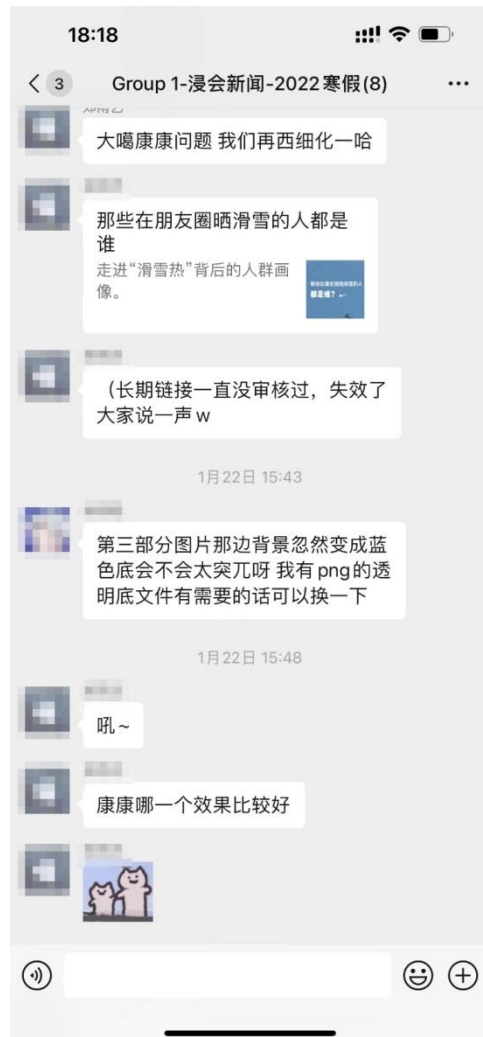 18:18
3
Group 1-浸会新闻-2022寒假(8)
大噶康康问题 我们再西细化一哈
那些在朋友圈晒滑雪的人都是
谁
走进“滑雪热”背后的人群画
像。
都是谁？
（长期链接一直没审核过，失效了
大家说一声w
1月22日 15:43
第三部分图片那边背景忽然变成蓝
色底会不会太突兀呀 我有png的透
明底文件有需要的话可以换一下
1月22日 15:48
吼~
康康哪一个效果比较好